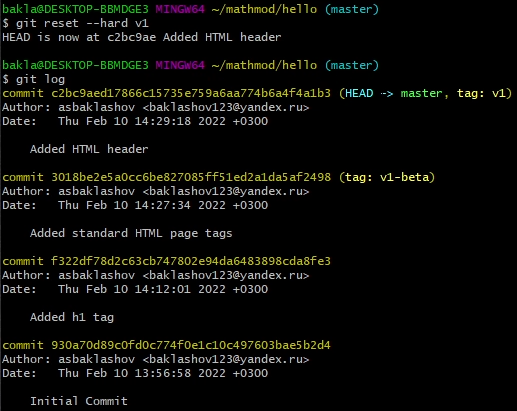 bakla@DESKTOP-BBMDGE3 MINGW64 ~/mathmod/hello (master)
$ git reset --hard v1
HEAD is now at c2bc9ae Added HTML header
bakla@DESKTOP-BBMDGE3 MINGW64 ~/mathmod/hello (master)
$ git log
commit c2bc9aed17866c15735e759a6aa774b6a4f4a1b3 (HEAD -> master, tag: v1)
Author: asbaklashov <baklashov123@yandex.ru>
Date:   Thu Feb 10 14:29:18 2022 +0300
    Added HTML header
commit 3018be2e5a0cc6be827085ff51ed2a1da5af2498 (tag: v1-beta)
Author: asbaklashov <baklashov123@yandex.ru>
Date:   Thu Feb 10 14:27:34 2022 +0300
    Added standard HTML page tags
commit f322df78d2c63cb747802e94da6483898cda8fe3
Author: asbaklashov <baklashov123@yandex.ru>
Date:   Thu Feb 10 14:12:01 2022 +0300
    Added h1 tag
commit 930a70d89c0fd0c774f0e1c10c497603bae5b2d4
Author: asbaklashov <baklashov123@yandex.ru>
Date:   Thu Feb 10 13:56:58 2022 +0300
    Initial Commit